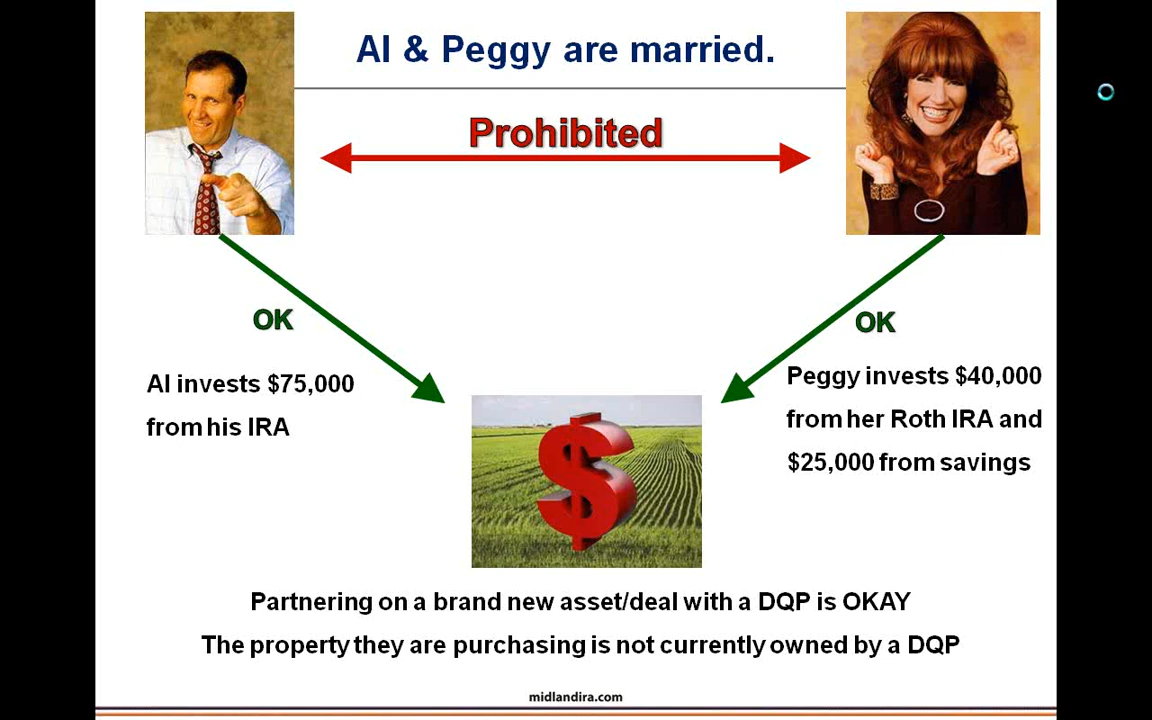 Al & Peggy are married.
Prohibited
OK
OK
Al invests $75,000
from his IRA
Peggy invests $40,000
from her Roth IRA and
$25,000 from savings
Partnering on a brand new asset/deal with a DQP is OKAY
The property they are purchasing is not currently owned by a DQP
midlandira.com